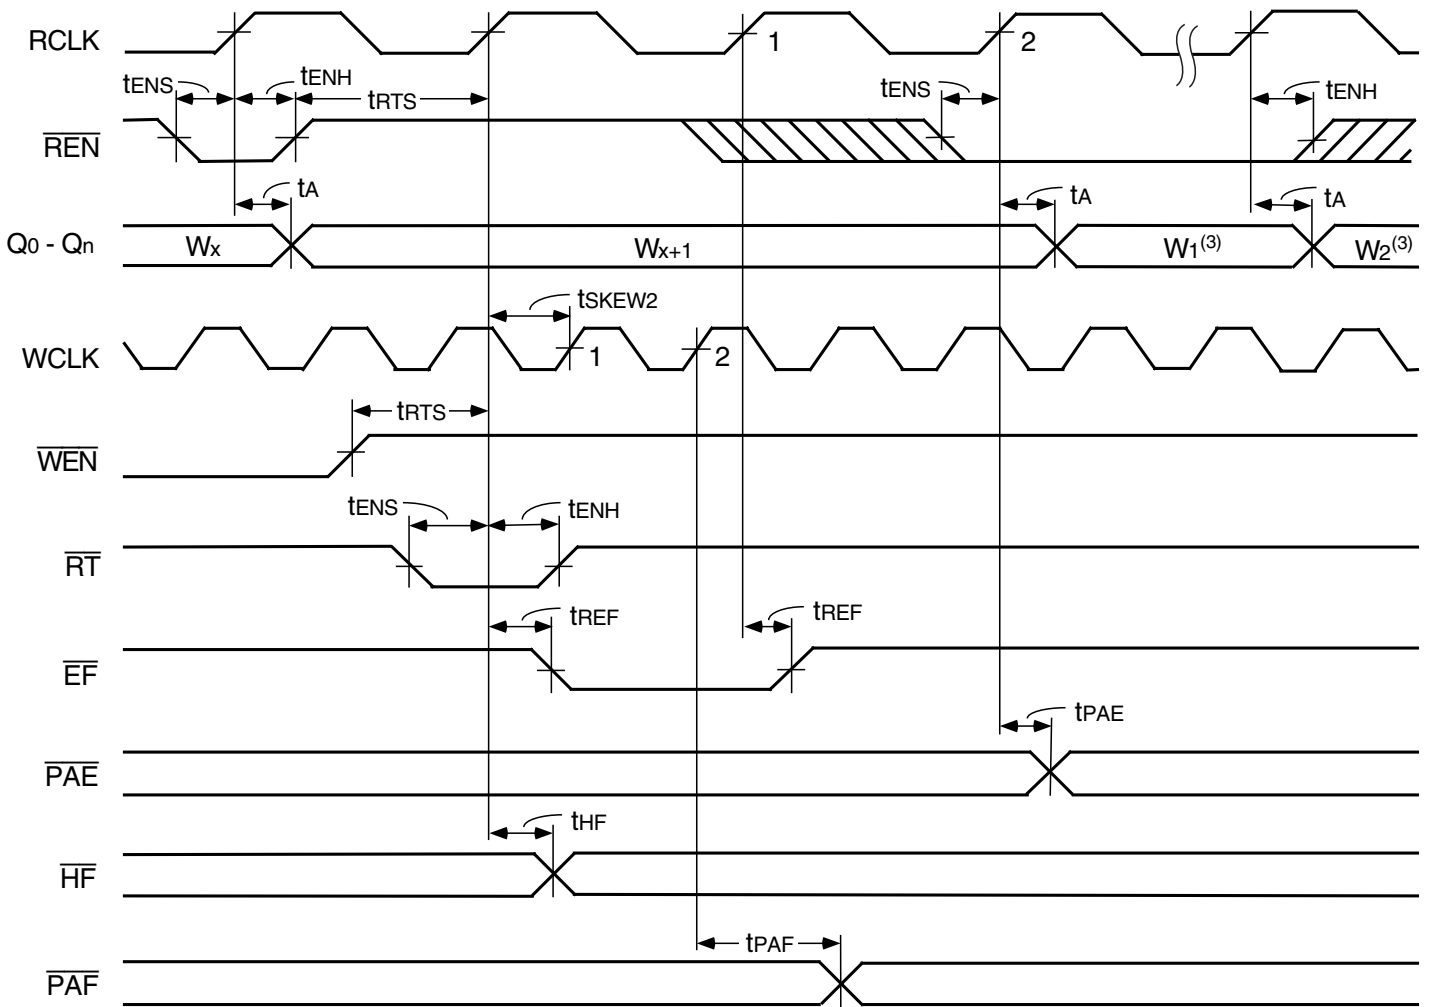 RCLK
1
2
tENS
tENH
tRTS
tENS
tENH
REN
tA
tA
tA
Q0 - Qn
Wx
Wx+1
W1(3)
W2(3)
tSKEW2
WCLK
1
2
tRTS
WEN
tENS
tENH
RT
tREF
tREF
EF
tPAE
PAE
tHF
HF
tPAF
PAF